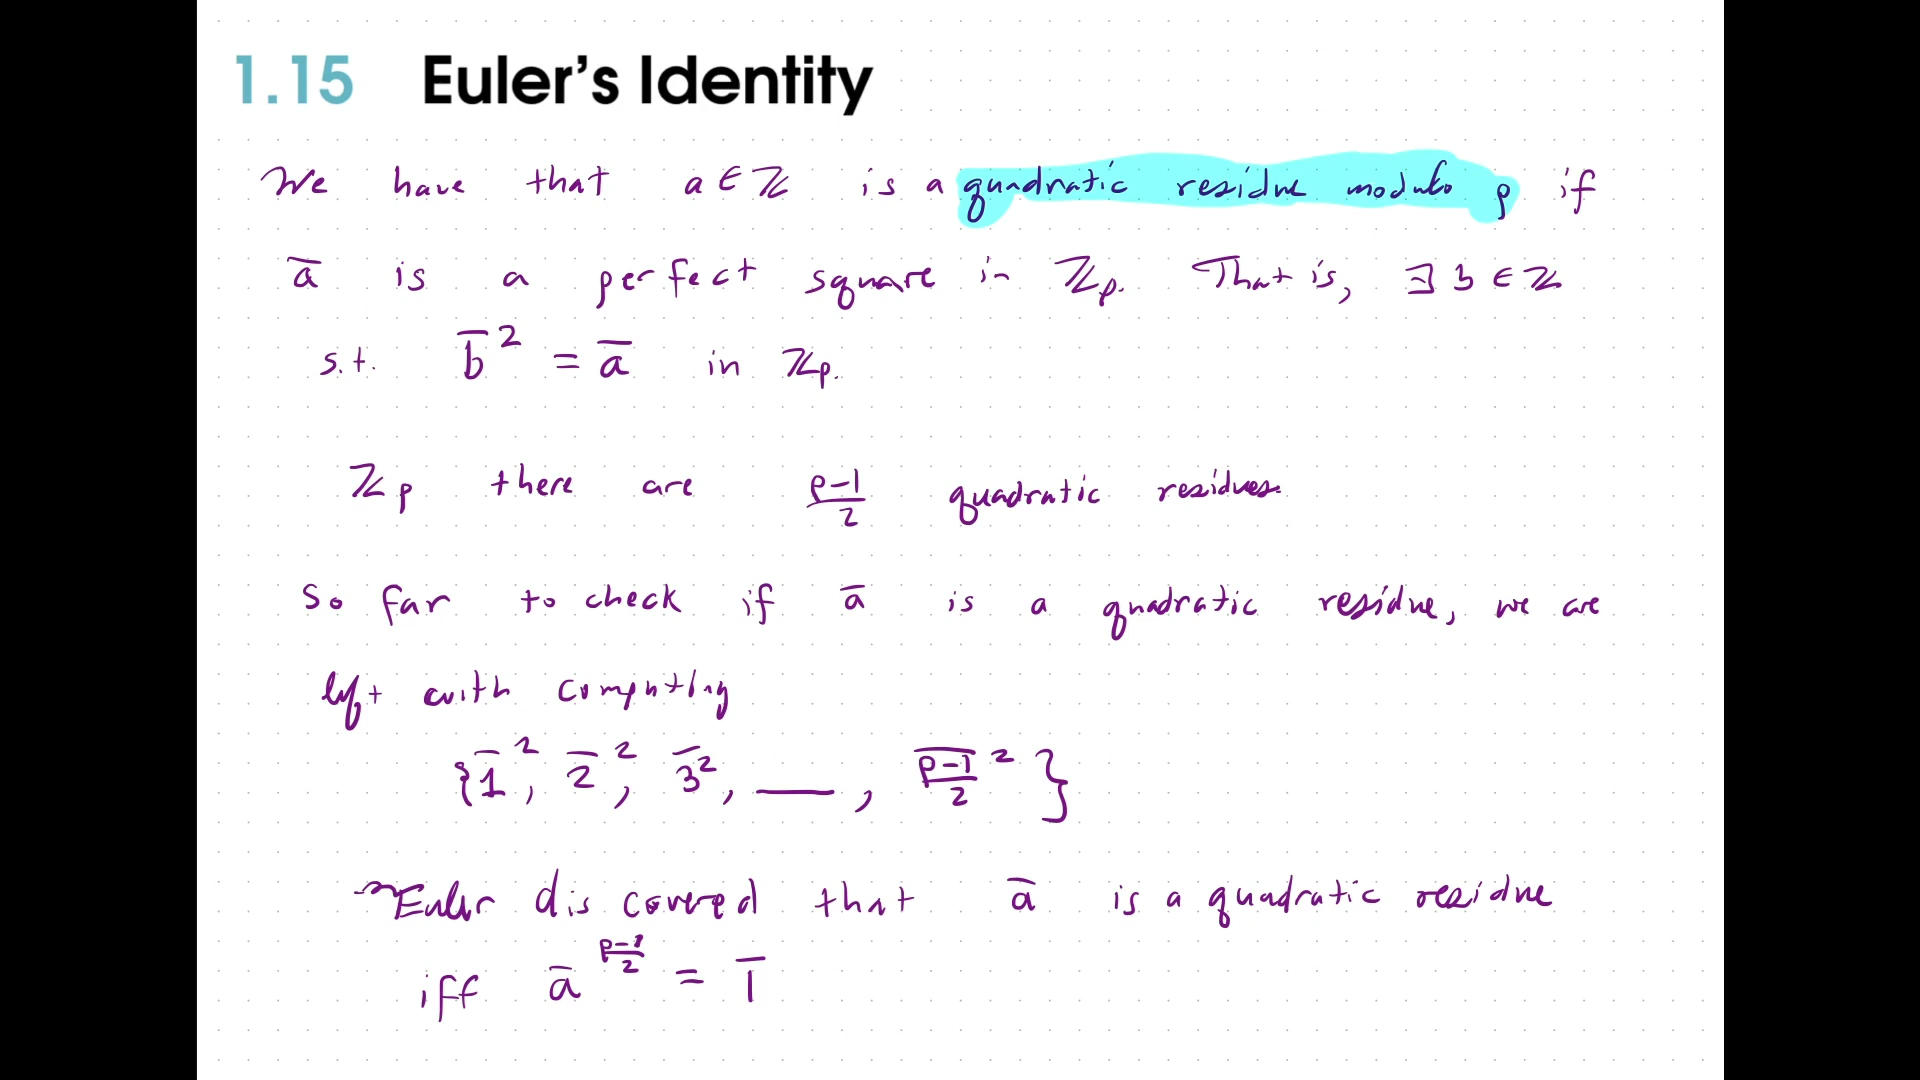 1.15 Euler's Identity
We have that a ∈ ℤ is a quadratic residue modulo p if
a̅ is a perfect square in ℤₚ. That is, ∃ b ∈ ℤ
s.t. b̅² = a̅ in ℤₚ.
ℤₚ there are (p-1)/2 quadratic residues.
So far to check if a̅ is a quadratic residue, we are
left with computing
{1̅², 2̅², 3̅², __, \overline{(p-1)/2}²}
Euler discovered that a̅ is a quadratic residue
iff a̅^((p-1)/2) = 1̅